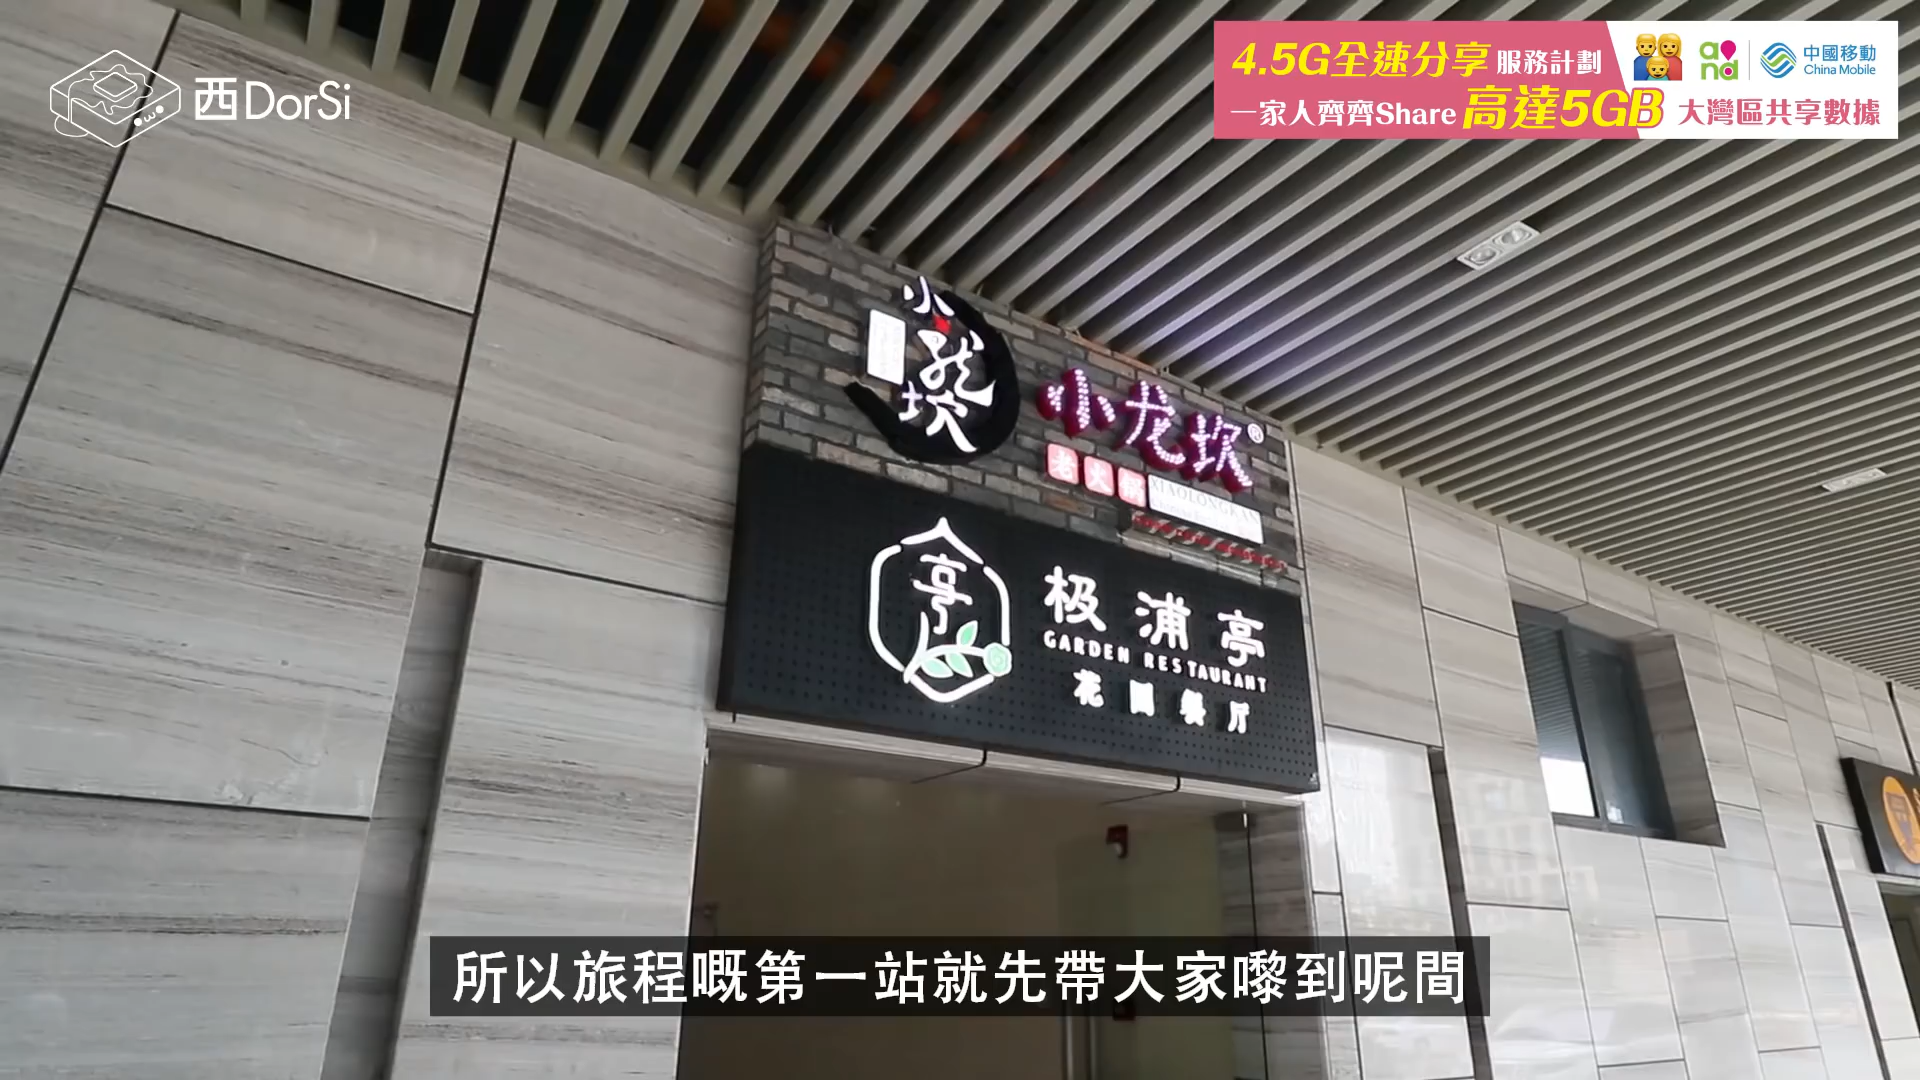 西DorSi
4.5G全速分享 服務計劃
and
中國移動
China Mobile
一家人齊齊Share高達5GB 大灣區共享數據
小龍坎
小龙坎®
老火锅
XIAOLONGKAN
亭
极浦亭
GARDEN RESTAURANT
花园餐厅
所以旅程嘅第一站就先帶大家嚟到呢間